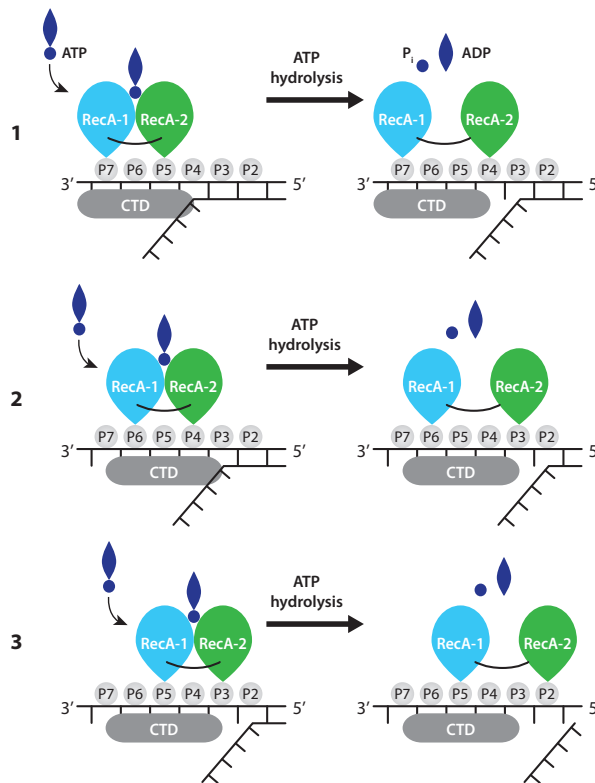 ATP
ATP hydrolysis
Pi
ADP
1
RecA-1
RecA-2
RecA-1
RecA-2
P7 P6 P5 P4 P3 P2
P7 P6 P5 P4 P3 P2
3′ 5′
3′ 5′
CTD
CTD
ATP hydrolysis
2
RecA-1
RecA-2
RecA-1
RecA-2
P7 P6 P5 P4 P3 P2
P7 P6 P5 P4 P3 P2
3′ 5′
3′ 5′
CTD
CTD
ATP hydrolysis
3
RecA-1
RecA-2
RecA-1
RecA-2
P7 P6 P5 P4 P3 P2
P7 P6 P5 P4 P3 P2
3′ 5′
3′ 5′
CTD
CTD